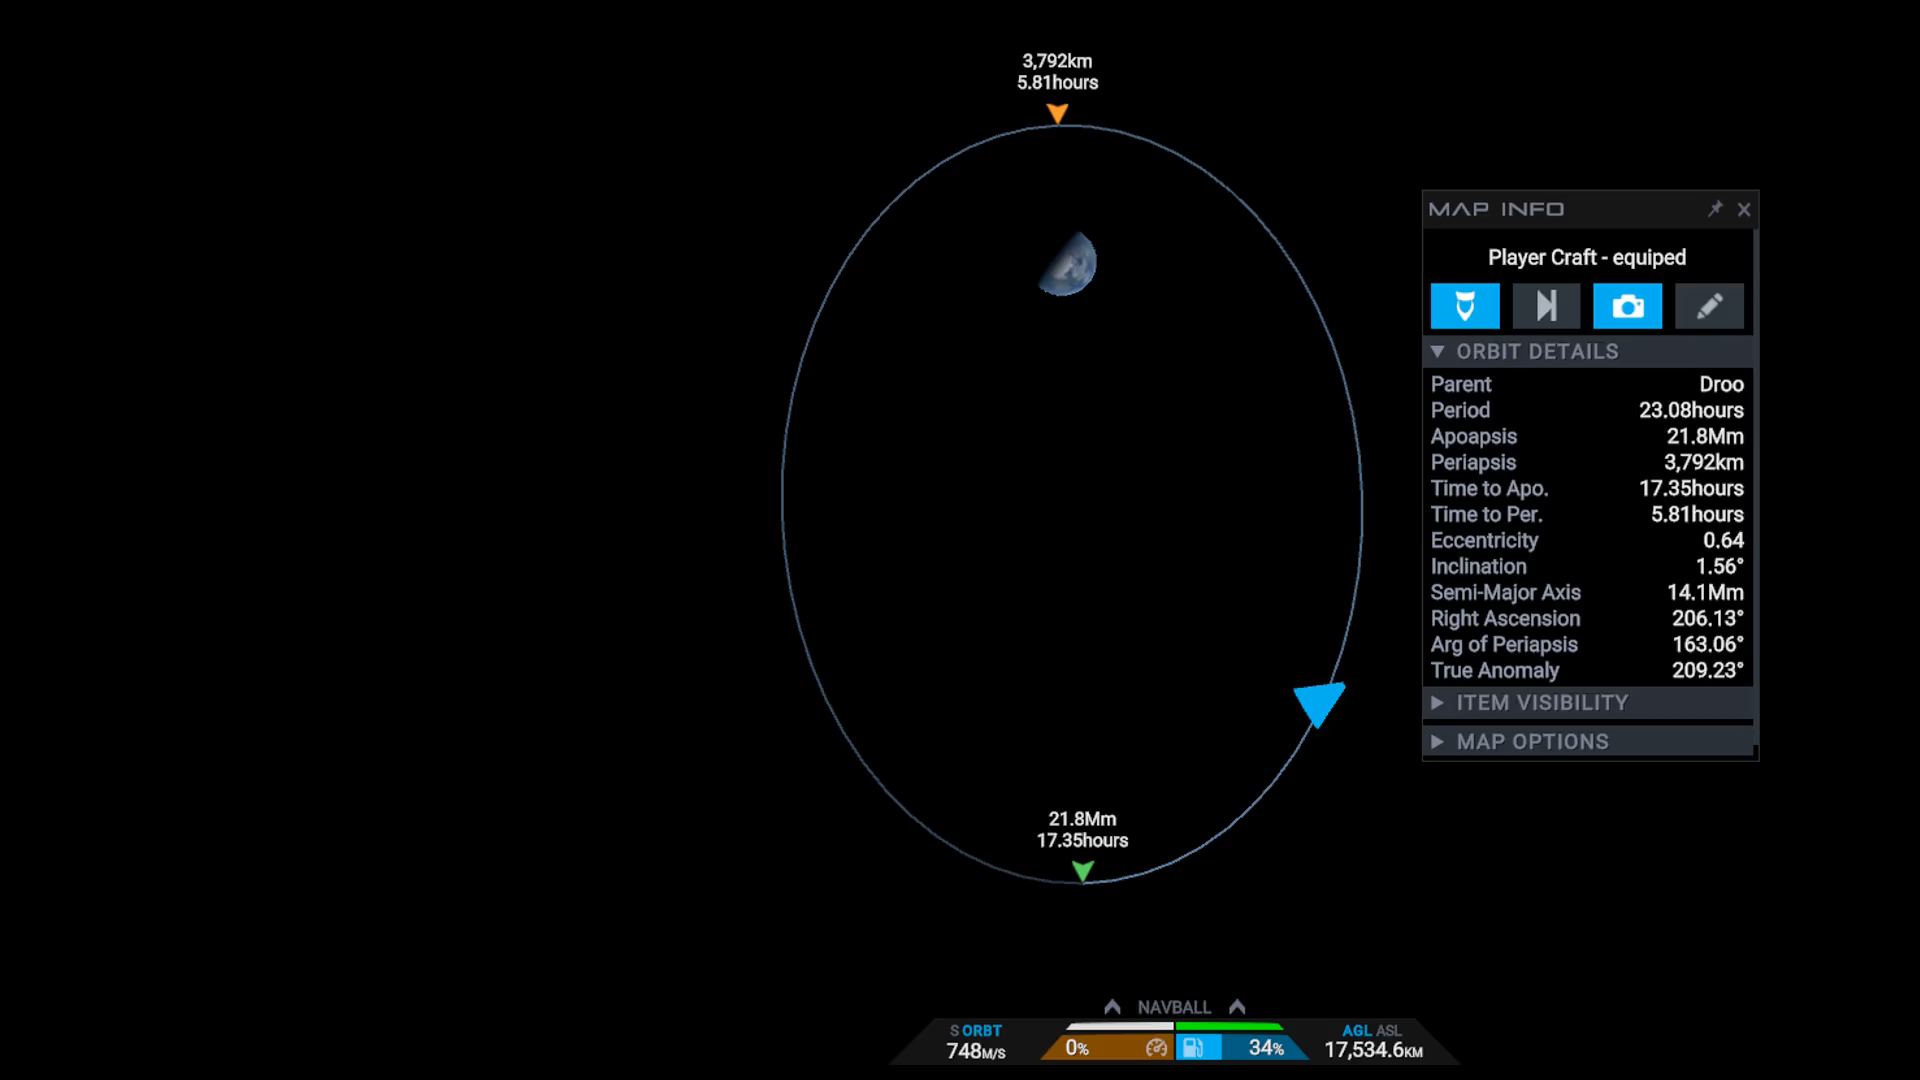 3,792km
5.81hours
MAP INFO
Player Craft - equiped
ORBIT DETAILS
Parent Droo
Period 23.08hours
Apoapsis 21.8Mm
Periapsis 3,792km
Time to Apo. 17.35hours
Time to Per. 5.81hours
Eccentricity 0.64
Inclination 1.56°
Semi-Major Axis 14.1Mm
Right Ascension 206.13°
Arg of Periapsis 163.06°
True Anomaly 209.23°
ITEM VISIBILITY
MAP OPTIONS
21.8Mm
17.35hours
NAVBALL
S ORBT
748M/S
0%
34%
AGL ASL
17,534.6KM